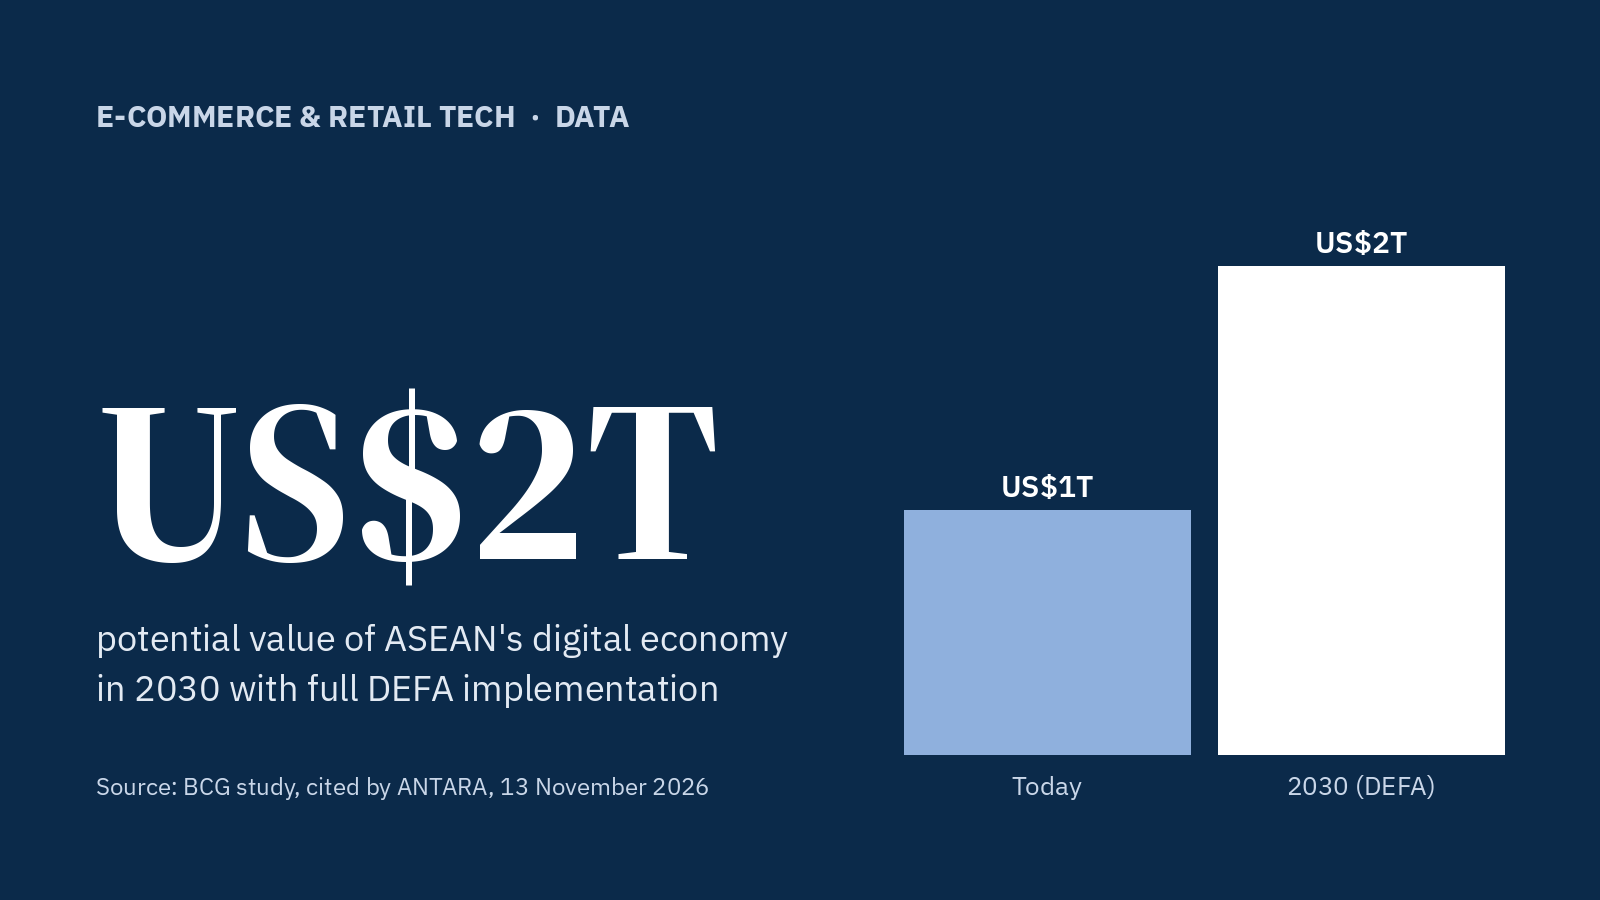 E-COMMERCE & RETAIL TECH · DATA
US$2T
potential value of ASEAN's digital economy
in 2030 with full DEFA implementation
Source: BCG study, cited by ANTARA, 13 November 2026
US$1T
Today
US$2T
2030 (DEFA)